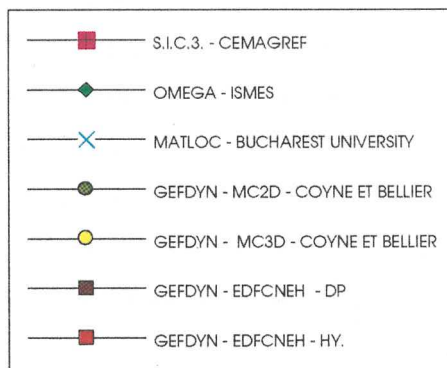 S.I.C.3. - CEMAGREF
OMEGA - ISMES
MATLOC - BUCHAREST UNIVERSITY
GEFDYN - MC2D - COYNE ET BELLIER
GEFDYN - MC3D - COYNE ET BELLIER
GEFDYN - EDFCNEH - DP
GEFDYN - EDFCNEH - HY.